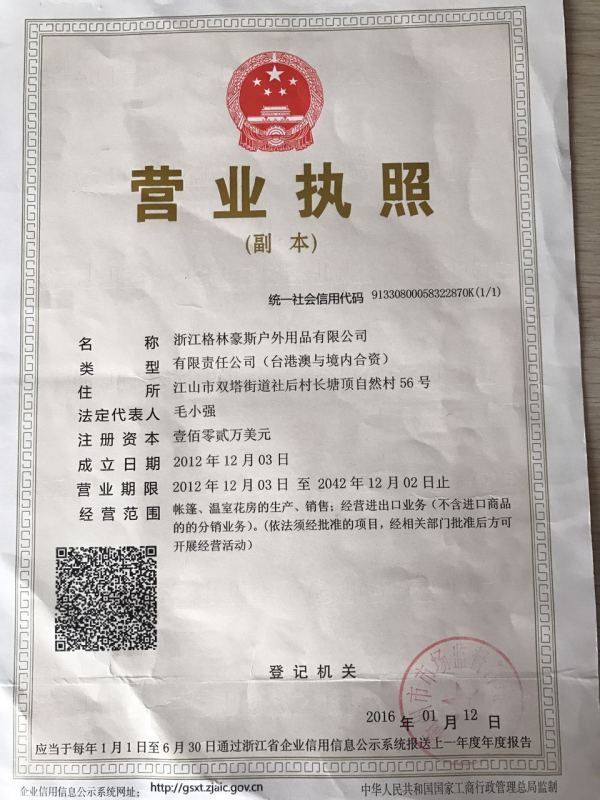 营业执照
(副 本)
统一社会信用代码 91330800058322870K(1/1)
名 称 浙江格林豪斯户外用品有限公司
类 型 有限责任公司（台港澳与境内合资）
住 所 江山市双塔街道社后村长塘顶自然村 56 号
法定代表人 毛小强
注册资本 壹佰零贰万美元
成立日期 2012 年 12 月 03 日
营业期限 2012 年 12 月 03 日 至 2042 年 12 月 02 日止
经营范围 帐篷、温室花房的生产、销售；经营进出口业务（不含进口商品
的的分销业务）。（依法须经批准的项目，经相关部门批准后方可
开展经营活动）
登记机关
市市场监
2016 年 01 月 12 日
应当于每年 1 月 1 日至 6 月 30 日通过浙江省企业信用信息公示系统报送上一年度年度报告
企业信用信息公示系统网址： http://gsxt.zjaic.gov.cn
中华人民共和国国家工商行政管理总局监制